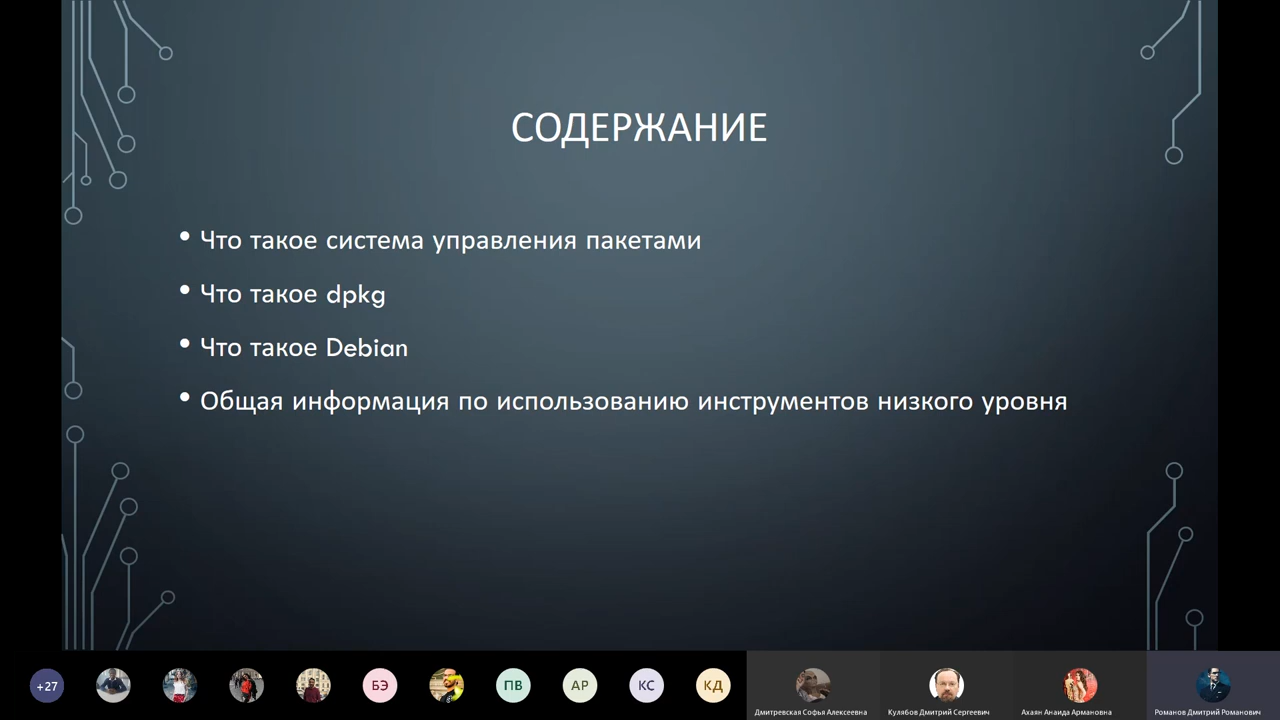 СОДЕРЖАНИЕ
• Что такое система управления пакетами
• Что такое dpkg
• Что такое Debian
• Общая информация по использованию инструментов низкого уровня
+27
БЭ
ПВ
АР
КС
КД
Дмитревская Софья Алексеевна
Кулябов Дмитрий Сергеевич
Ахаян Анаида Армановна
Романов Дмитрий Романович